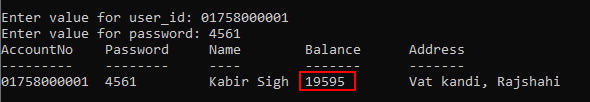 Enter value for user_id: 01758000001
Enter value for password: 4561
AccountNo Password Name Balance Address
--------- -------- ---- ------- -------
01758000001 4561 Kabir Sigh 19595 Vat kandi, Rajshahi